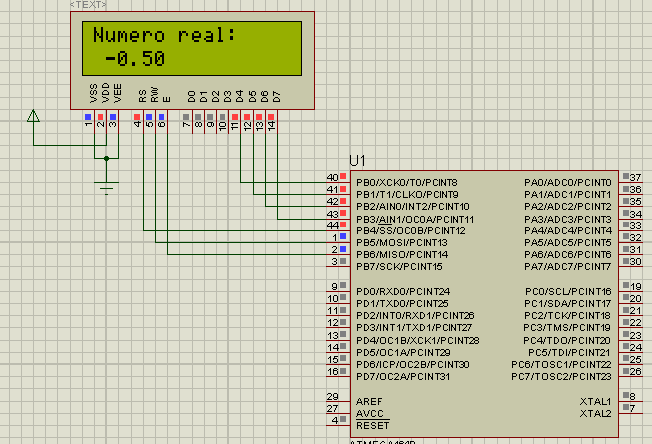 <TEXT>
Numero real:
-0.50
VSS VDD VEE RS RW E D0 D1 D2 D3 D4 D5 D6 D7
1 2 3 4 5 6 7 8 9 10 11 12 13 14
U1
40 PB0/XCK0/T0/PCINT8 PA0/ADC0/PCINT0 37
41 PB1/T1/CLKO/PCINT9 PA1/ADC1/PCINT1 36
42 PB2/AIN0/INT2/PCINT10 PA2/ADC2/PCINT2 35
43 PB3/AIN1/OC0A/PCINT11 PA3/ADC3/PCINT3 34
44 PB4/SS/OC0B/PCINT12 PA4/ADC4/PCINT4 33
1 PB5/MOSI/PCINT13 PA5/ADC5/PCINT5 32
2 PB6/MISO/PCINT14 PA6/ADC6/PCINT6 31
3 PB7/SCK/PCINT15 PA7/ADC7/PCINT7 30
9 PD0/RXD0/PCINT24 PC0/SCL/PCINT16 19
10 PD1/TXD0/PCINT25 PC1/SDA/PCINT17 20
11 PD2/INT0/RXD1/PCINT26 PC2/TCK/PCINT18 21
12 PD3/INT1/TXD1/PCINT27 PC3/TMS/PCINT19 22
13 PD4/OC1B/XCK1/PCINT28 PC4/TDO/PCINT20 23
14 PD5/OC1A/PCINT29 PC5/TDI/PCINT21 24
15 PD6/ICP/OC2B/PCINT30 PC6/TOSC1/PCINT22 25
16 PD7/OC2A/PCINT31 PC7/TOSC2/PCINT23 26
29 AREF XTAL1 8
27 AVCC XTAL2 7
4 RESET